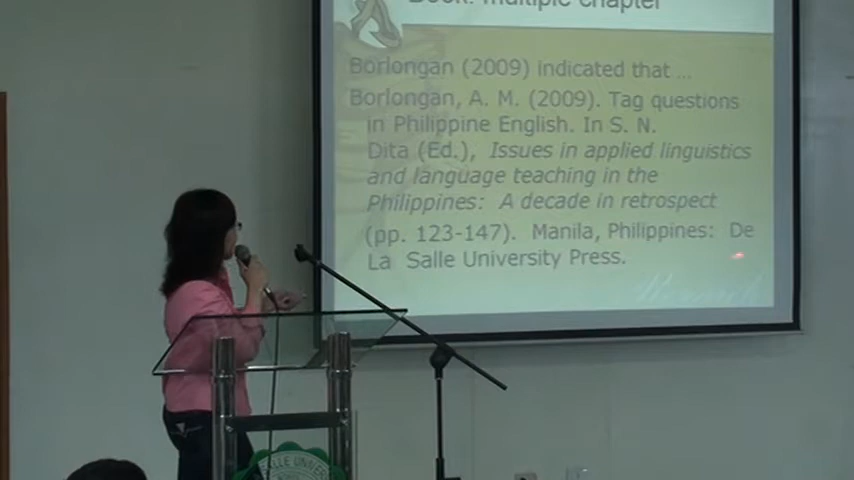 Book: multiple chapter
Borlongan (2009) indicated that ...
Borlongan, A. M. (2009). Tag questions
in Philippine English. In S. N.
Dita (Ed.), Issues in applied linguistics
and language teaching in the
Philippines: A decade in retrospect
(pp. 123-147). Manila, Philippines: De
La Salle University Press.
SALLE UNIVERSITY